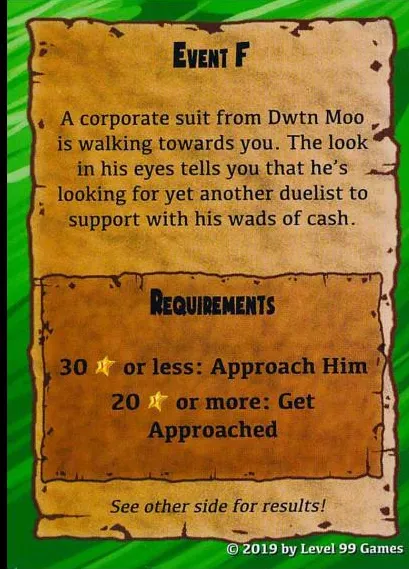 Event F
A corporate suit from Dwtn Moo
is walking towards you. The look
in his eyes tells you that he's
looking for yet another duelist to
support with his wads of cash.
Requirements
30 or less: Approach Him
20 or more: Get
Approached
See other side for results!
© 2019 by Level 99 Games